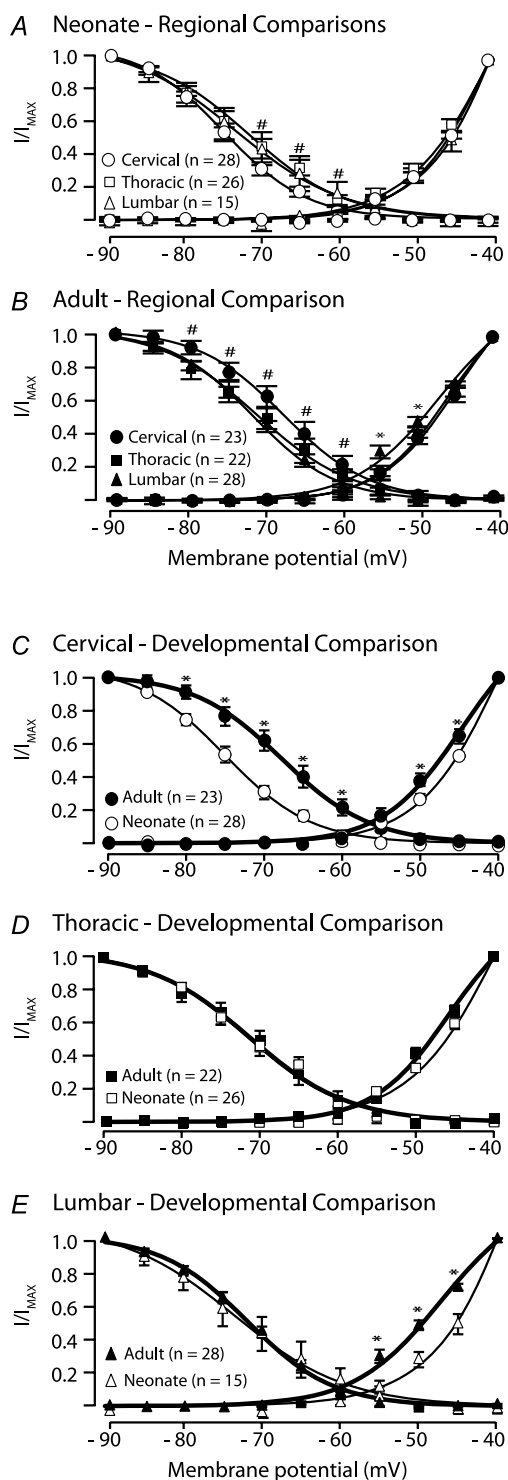 A Neonate - Regional Comparisons
I/IMAX
1.0
0.8
0.6
0.4
0.2
# # #
Cervical (n = 28)
Thoracic (n = 26)
Lumbar (n = 15)
- 90 - 80 - 70 - 60 - 50 - 40
B Adult - Regional Comparison
I/IMAX
1.0
0.8
0.6
0.4
0.2
# # # # # * *
Cervical (n = 23)
Thoracic (n = 22)
Lumbar (n = 28)
- 90 - 80 - 70 - 60 - 50 - 40
Membrane potential (mV)
C Cervical - Developmental Comparison
I/IMAX
1.0
0.8
0.6
0.4
0.2
* * * * * * *
Adult (n = 23)
Neonate (n = 28)
- 90 - 80 - 70 - 60 - 50 - 40
D Thoracic - Developmental Comparison
I/IMAX
1.0
0.8
0.6
0.4
0.2
Adult (n = 22)
Neonate (n = 26)
- 90 - 80 - 70 - 60 - 50 - 40
E Lumbar - Developmental Comparison
I/IMAX
1.0
0.8
0.6
0.4
0.2
* * *
Adult (n = 28)
Neonate (n = 15)
- 90 - 80 - 70 - 60 - 50 - 40
Membrane potential (mV)